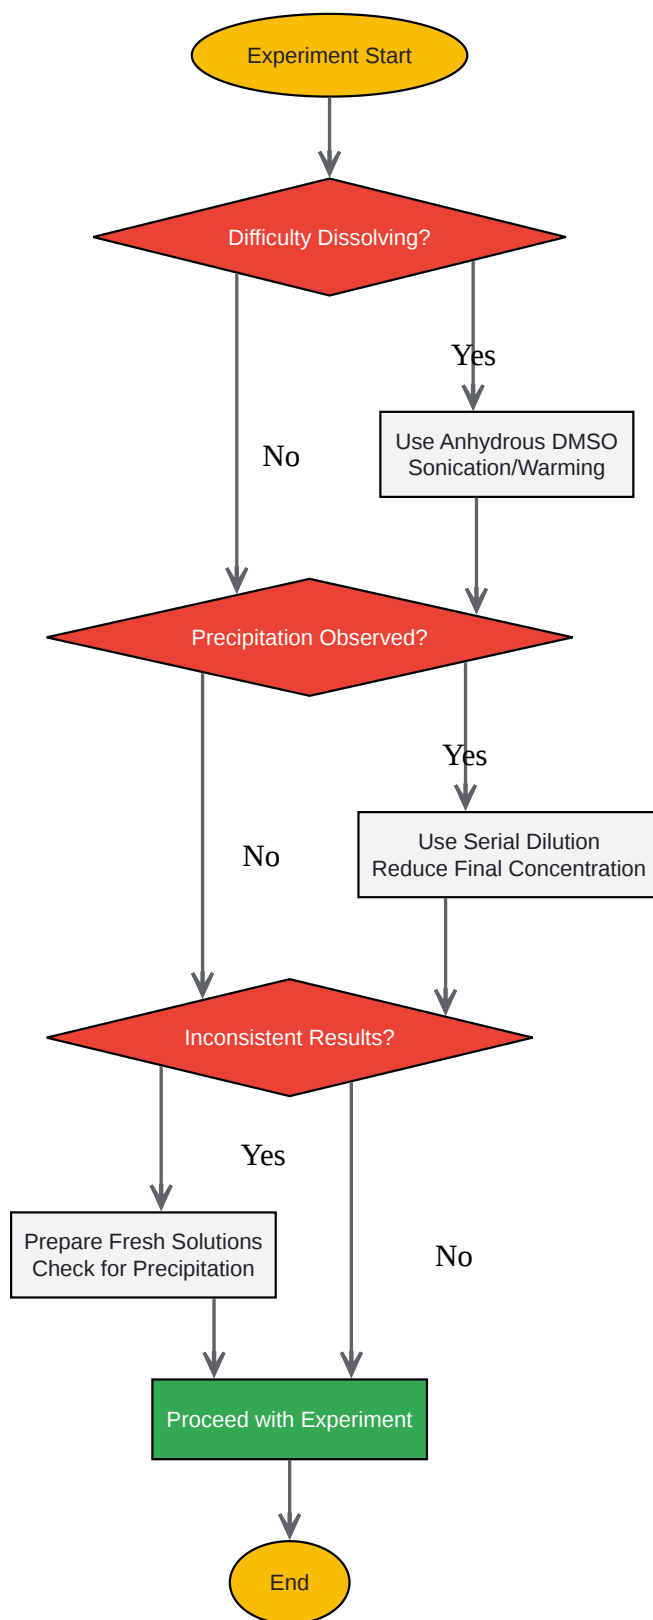 Experiment Start
Difficulty Dissolving?
Yes
Use Anhydrous DMSO
Sonication/Warming
No
Precipitation Observed?
Yes
Use Serial Dilution
Reduce Final Concentration
No
Inconsistent Results?
Yes
Prepare Fresh Solutions
Check for Precipitation
No
Proceed with Experiment
End